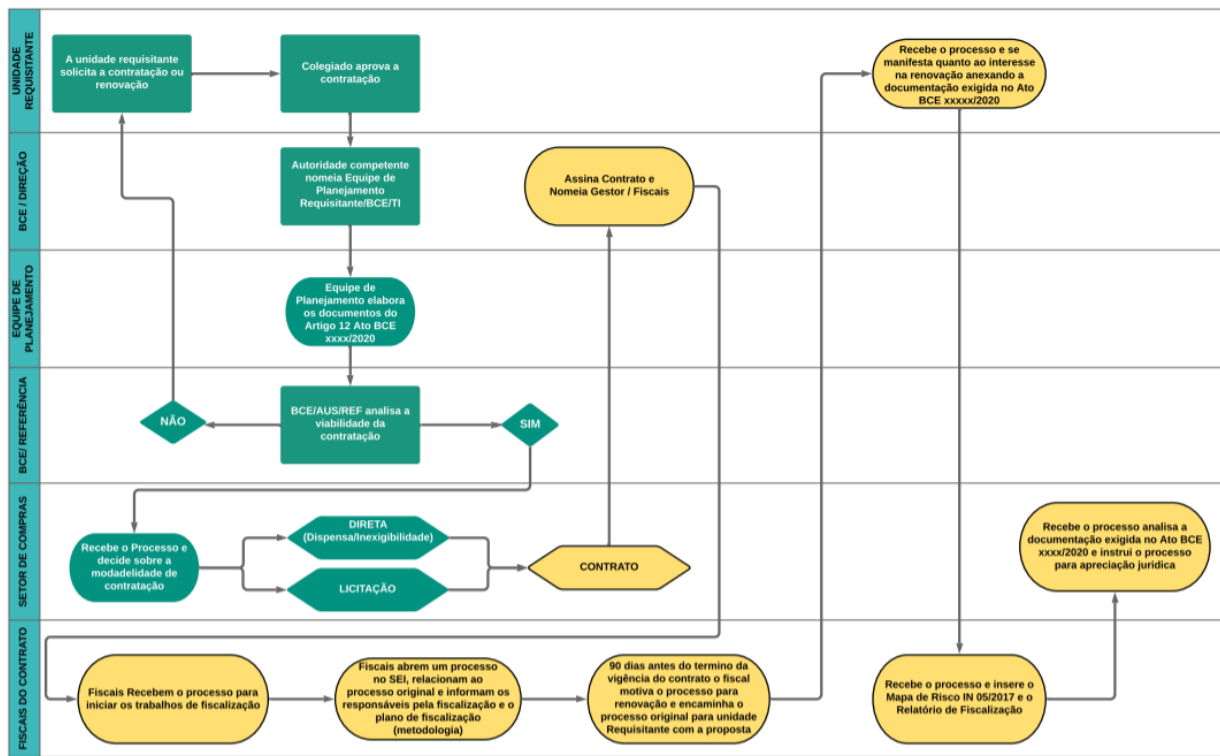 UNIDADE
REQUISITANTE
A unidade requisitante
solicita a contratação ou
renovação
Colegiado aprova a
contratação
Recebe o processo e se
manifesta quanto ao interesse
na renovação anexando a
documentação exigida no Ato
BCE xxxxx/2020
BCE / DIREÇÃO
Autoridade competente
nomeia Equipe de
Planejamento
Requisitante/BCE/TI
Assina Contrato e
Nomeia Gestor / Fiscais
EQUIPE DE
PLANEJAMENTO
Equipe de
Planejamento elabora
os documentos do
Artigo 12 Ato BCE
xxxx/2020
BCE/ REFERÊNCIA
NÃO
BCE/AUS/REF analisa a
viabilidade da
contratação
SIM
SETOR DE COMPRAS
Recebe o Processo e
decide sobre a
modadelidade de
contratação
DIRETA
(Dispensa/Inexigibilidade)
LICITAÇÃO
CONTRATO
Recebe o processo analisa a
documentação exigida no Ato BCE
xxxx/2020 e instrui o processo
para apreciação juridica
FISCAIS DO CONTRATO
Fiscais Recebem o processo para
iniciar os trabalhos de fiscalização
Fiscais abrem um processo
no SEI, relacionam ao
processo original e informam os
responsáveis pela fiscalização e o
plano de fiscalização
(metodologia)
90 dias antes do termino da
vigência do contrato o fiscal
motiva o processo para
renovação e encaminha o
processo original para unidade
Requisitante com a proposta
Recebe o processo e insere o
Mapa de Risco IN 05/2017 e o
Relatório de Fiscalização